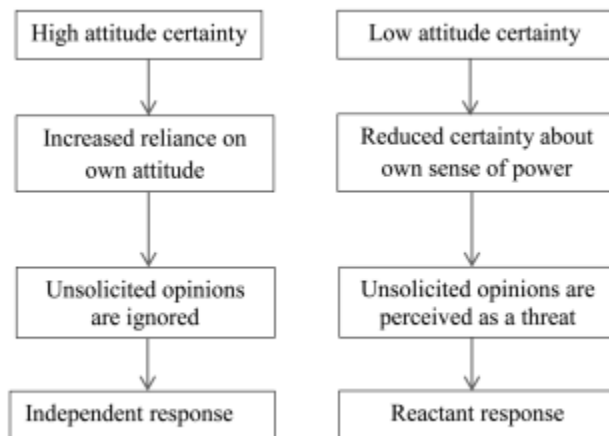 High attitude certainty
Increased reliance on
own attitude
Unsolicited opinions
are ignored
Independent response
Low attitude certainty
Reduced certainty about
own sense of power
Unsolicited opinions are
perceived as a threat
Reactant response